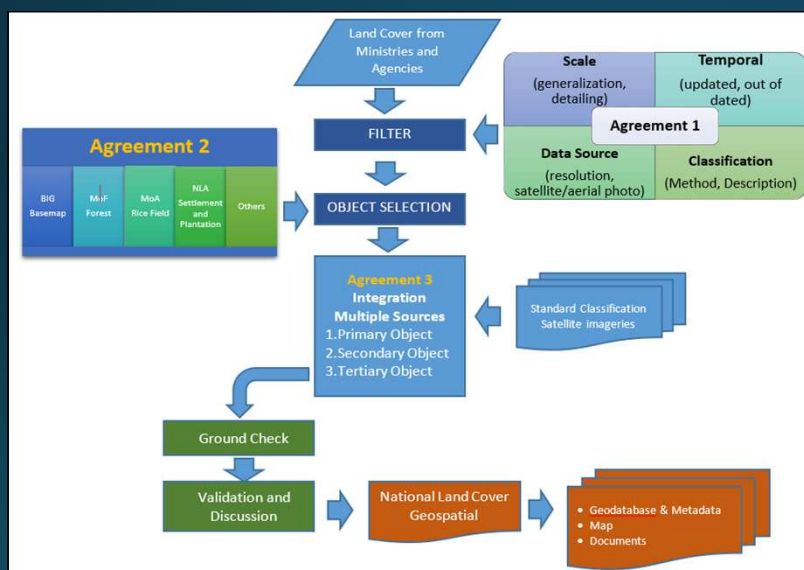 Land Cover from
Ministries and
Agencies
FILTER
Scale
(generalization,
detailing)
Temporal
(updated, out of
dated)
Agreement 1
Data Source
(resolution,
satellite/aerial photo)
Classification
(Method, Description)
Agreement 2
BIG
Basemap
MoF
Forest
MoA
Rice Field
NLA
Settlement
and
Plantation
Others
OBJECT SELECTION
Agreement 3
Integration
Multiple Sources
1.Primary Object
2.Secondary Object
3.Tertiary Object
Standard Classification
Satellite imageries
Ground Check
Validation and
Discussion
National Land Cover
Geospatial
• Geodatabase & Metadata
• Map
• Documents